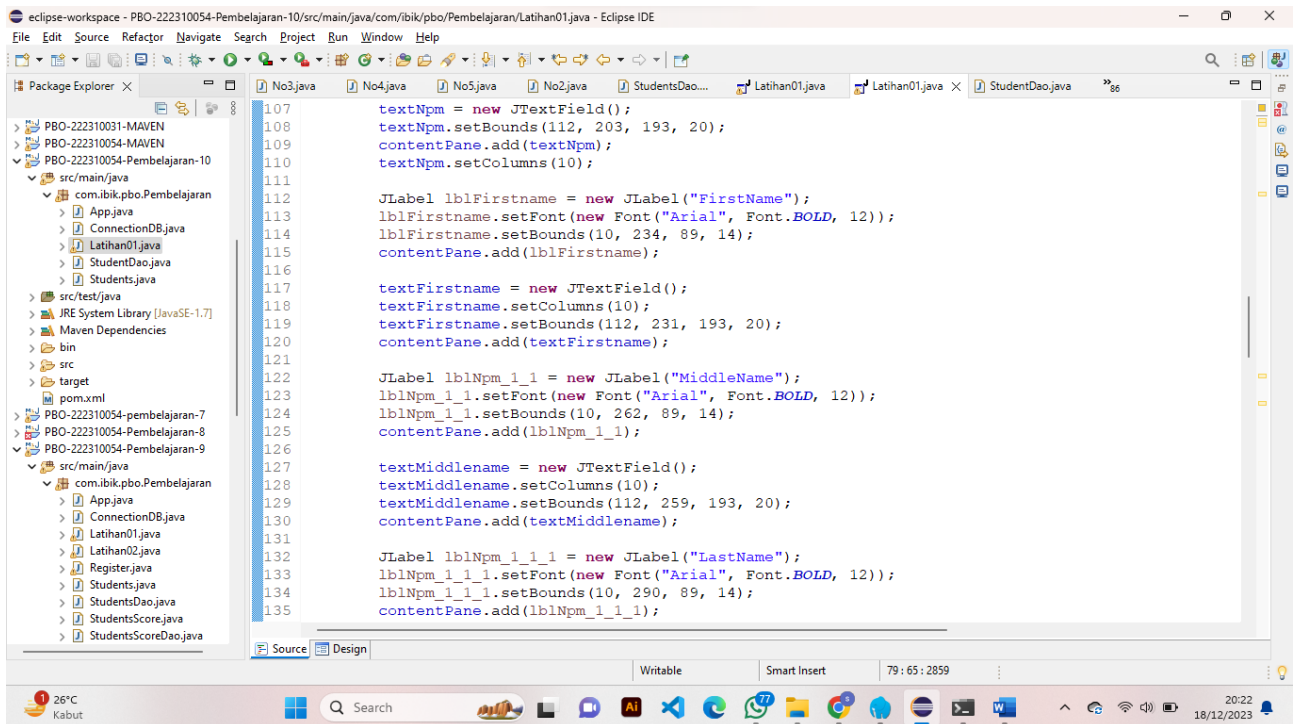 eclipse-workspace - PBO-222310054-Pembelajaran-10/src/main/java/com/ibik/pbo/Pembelajaran/Latihan01.java - Eclipse IDE
File Edit Source Refactor Navigate Search Project Run Window Help
Package Explorer
No3.java No4.java No5.java No2.java StudentsDao.... Latihan01.java Latihan01.java StudentDao.java »86
PBO-222310031-MAVEN
PBO-222310054-MAVEN
PBO-222310054-Pembelajaran-10
src/main/java
com.ibik.pbo.Pembelajaran
App.java
ConnectionDB.java
Latihan01.java
StudentDao.java
Students.java
src/test/java
JRE System Library [JavaSE-1.7]
Maven Dependencies
bin
src
target
pom.xml
PBO-222310054-pembelajaran-7
PBO-222310054-Pembelajaran-8
PBO-222310054-Pembelajaran-9
src/main/java
com.ibik.pbo.Pembelajaran
App.java
ConnectionDB.java
Latihan01.java
Latihan02.java
Register.java
Students.java
StudentsDao.java
StudentsScore.java
StudentsScoreDao.java
107 textNpm = new JTextField();
108 textNpm.setBounds(112, 203, 193, 20);
109 contentPane.add(textNpm);
110 textNpm.setColumns(10);
111
112 JLabel lblFirstname = new JLabel("FirstName");
113 lblFirstname.setFont(new Font("Arial", Font.BOLD, 12));
114 lblFirstname.setBounds(10, 234, 89, 14);
115 contentPane.add(lblFirstname);
116
117 textFirstname = new JTextField();
118 textFirstname.setColumns(10);
119 textFirstname.setBounds(112, 231, 193, 20);
120 contentPane.add(textFirstname);
121
122 JLabel lblNpm_1_1 = new JLabel("MiddleName");
123 lblNpm_1_1.setFont(new Font("Arial", Font.BOLD, 12));
124 lblNpm_1_1.setBounds(10, 262, 89, 14);
125 contentPane.add(lblNpm_1_1);
126
127 textMiddlename = new JTextField();
128 textMiddlename.setColumns(10);
129 textMiddlename.setBounds(112, 259, 193, 20);
130 contentPane.add(textMiddlename);
131
132 JLabel lblNpm_1_1_1 = new JLabel("LastName");
133 lblNpm_1_1_1.setFont(new Font("Arial", Font.BOLD, 12));
134 lblNpm_1_1_1.setBounds(10, 290, 89, 14);
135 contentPane.add(lblNpm_1_1_1);
Source Design
Writable Smart Insert 79 : 65 : 2859
1
26°C
Kabut
Search
Ai
77
20:22
18/12/2023